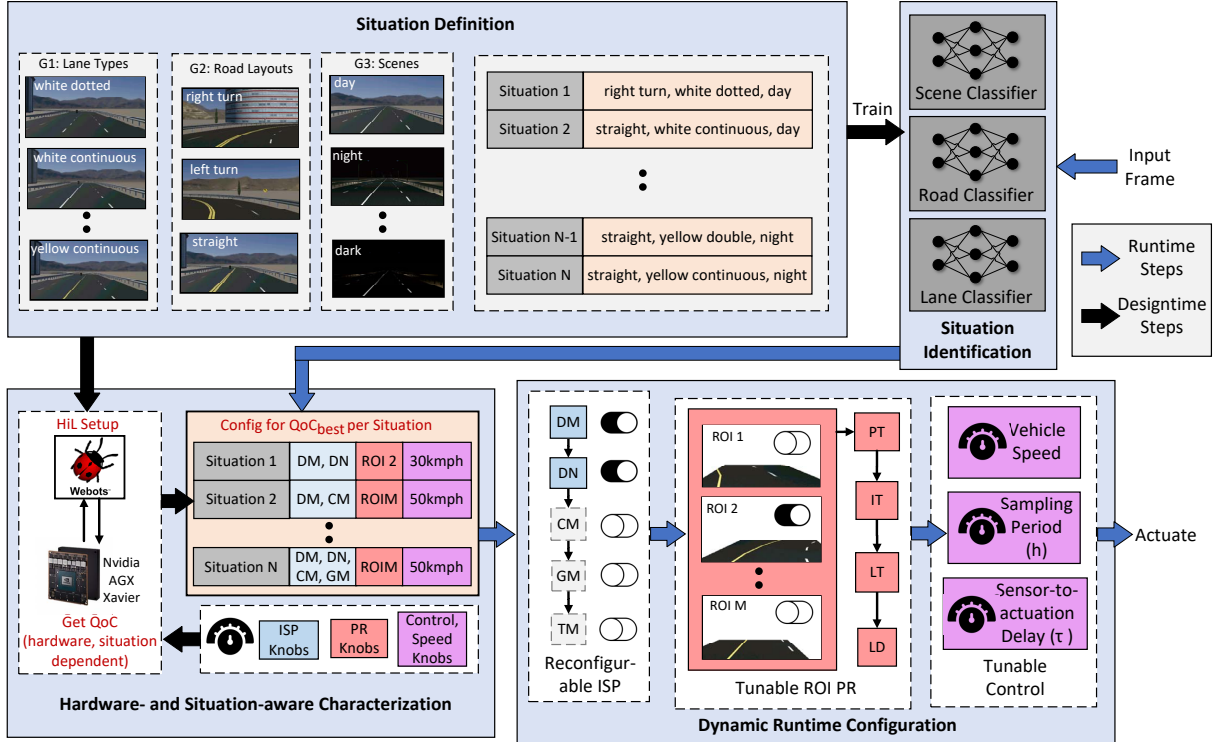 Situation Definition
G1: Lane Types
white dotted
white continuous
yellow continuous
G2: Road Layouts
right turn
left turn
straight
G3: Scenes
day
night
dark
Situation 1
right turn, white dotted, day
Situation 2
straight, white continuous, day
Situation N-1
straight, yellow double, night
Situation N
straight, yellow continuous, night
Train
Scene Classifier
Road Classifier
Lane Classifier
Situation
Identification
Input
Frame
Runtime
Steps
Designtime
Steps
HiL Setup
Webots
Nvidia
AGX
Xavier
Get QoC
(hardware, situation
dependent)
Config for QoCbest per Situation
Situation 1
DM, DN
ROI 2
30kmph
Situation 2
DM, CM
ROIM
50kmph
Situation N
DM, DN,
CM, GM
ROIM
50kmph
ISP
Knobs
PR
Knobs
Control,
Speed
Knobs
Hardware- and Situation-aware Characterization
DM
DN
CM
GM
TM
Reconfigur-
able ISP
ROI 1
ROI 2
ROI M
PT
IT
LT
LD
Tunable ROI PR
Vehicle
Speed
Sampling
Period
(h)
Sensor-to-
actuation
Delay (τ )
Tunable
Control
Dynamic Runtime Configuration
Actuate